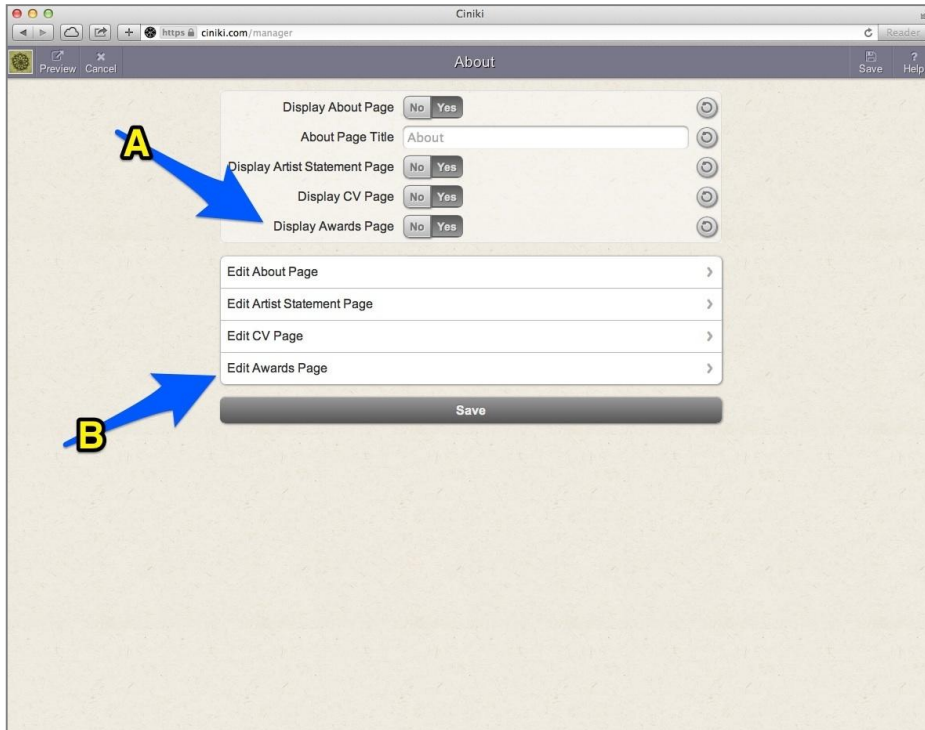 Ciniki
https ciniki.com/manager
Reader
Preview Cancel About Save Help
?
Display About Page No Yes
About Page Title About
Display Artist Statement Page No Yes
Display CV Page No Yes
Display Awards Page No Yes
A
Edit About Page
Edit Artist Statement Page
Edit CV Page
Edit Awards Page
B
Save